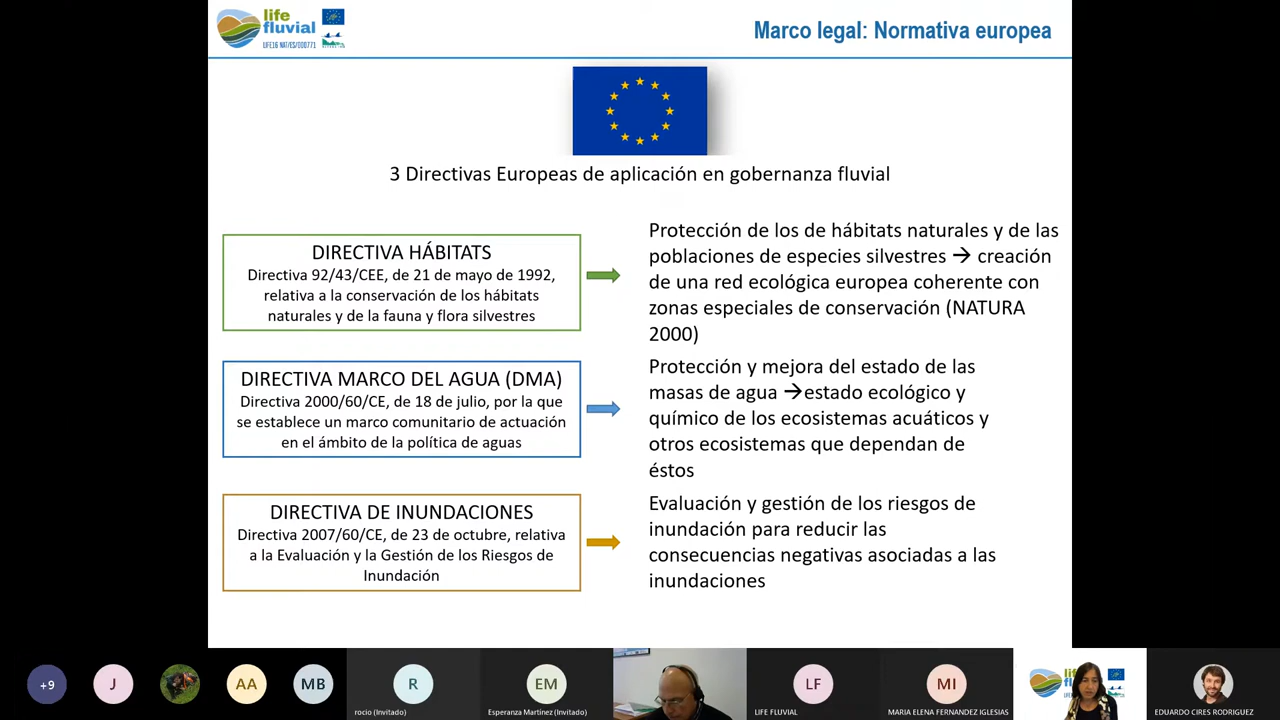 life
fluvial
LIFE16 NAT/ES/000771
Marco legal: Normativa europea
3 Directivas Europeas de aplicación en gobernanza fluvial
DIRECTIVA HÁBITATS
Directiva 92/43/CEE, de 21 de mayo de 1992,
relativa a la conservación de los hábitats
naturales y de la fauna y flora silvestres
Protección de los de hábitats naturales y de las
poblaciones de especies silvestres → creación
de una red ecológica europea coherente con
zonas especiales de conservación (NATURA
2000)
DIRECTIVA MARCO DEL AGUA (DMA)
Directiva 2000/60/CE, de 18 de julio, por la que
se establece un marco comunitario de actuación
en el ámbito de la política de aguas
Protección y mejora del estado de las
masas de agua →estado ecológico y
químico de los ecosistemas acuáticos y
otros ecosistemas que dependan de
éstos
DIRECTIVA DE INUNDACIONES
Directiva 2007/60/CE, de 23 de octubre, relativa
a la Evaluación y la Gestión de los Riesgos de
Inundación
Evaluación y gestión de los riesgos de
inundación para reducir las
consecuencias negativas asociadas a las
inundaciones
+9
J
AA
MB
R
rocio (Invitado)
EM
Esperanza Martínez (Invitado)
LF
LIFE FLUVIAL
MI
MARIA ELENA FERNANDEZ IGLESIAS
EDUARDO CIRES RODRIGUEZ